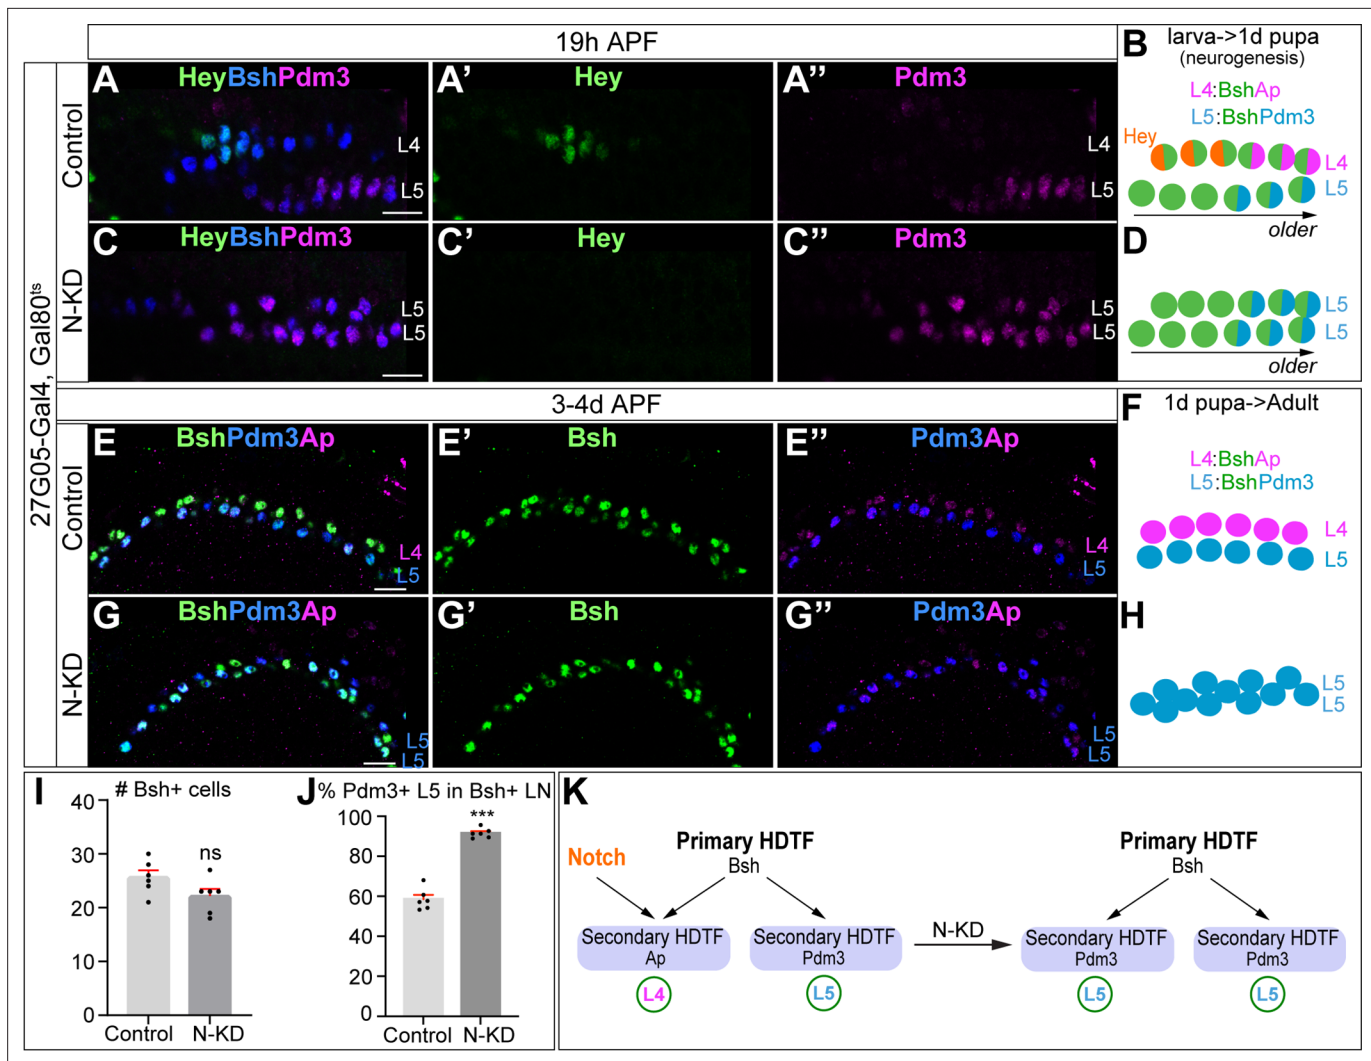 19h APF
27G05-Gal4, Gal80ts
Control
A
HeyBshPdm3
L4
L5
A’
Hey
A’’
Pdm3
L4
L5
B
larva->1d pupa
(neurogenesis)
L4:BshAp
L5:BshPdm3
Hey
L4
L5
older
N-KD
C
HeyBshPdm3
L5
L5
C’
Hey
C’’
Pdm3
L5
L5
D
L5
L5
older
3-4d APF
Control
E
BshPdm3Ap
L4
L5
E’
Bsh
E’’
Pdm3Ap
L4
L5
F
1d pupa->Adult
L4:BshAp
L5:BshPdm3
L4
L5
N-KD
G
BshPdm3Ap
L5
L5
G’
Bsh
G’’
Pdm3Ap
L5
L5
H
L5
L5
I
# Bsh+ cells
40
30
20
10
0
ns
Control
N-KD
J
% Pdm3+ L5 in Bsh+ LN
100
80
60
40
20
0
***
Control
N-KD
K
Notch
Primary HDTF
Bsh
Secondary HDTF
Ap
L4
Secondary HDTF
Pdm3
L5
N-KD
Primary HDTF
Bsh
Secondary HDTF
Pdm3
L5
Secondary HDTF
Pdm3
L5